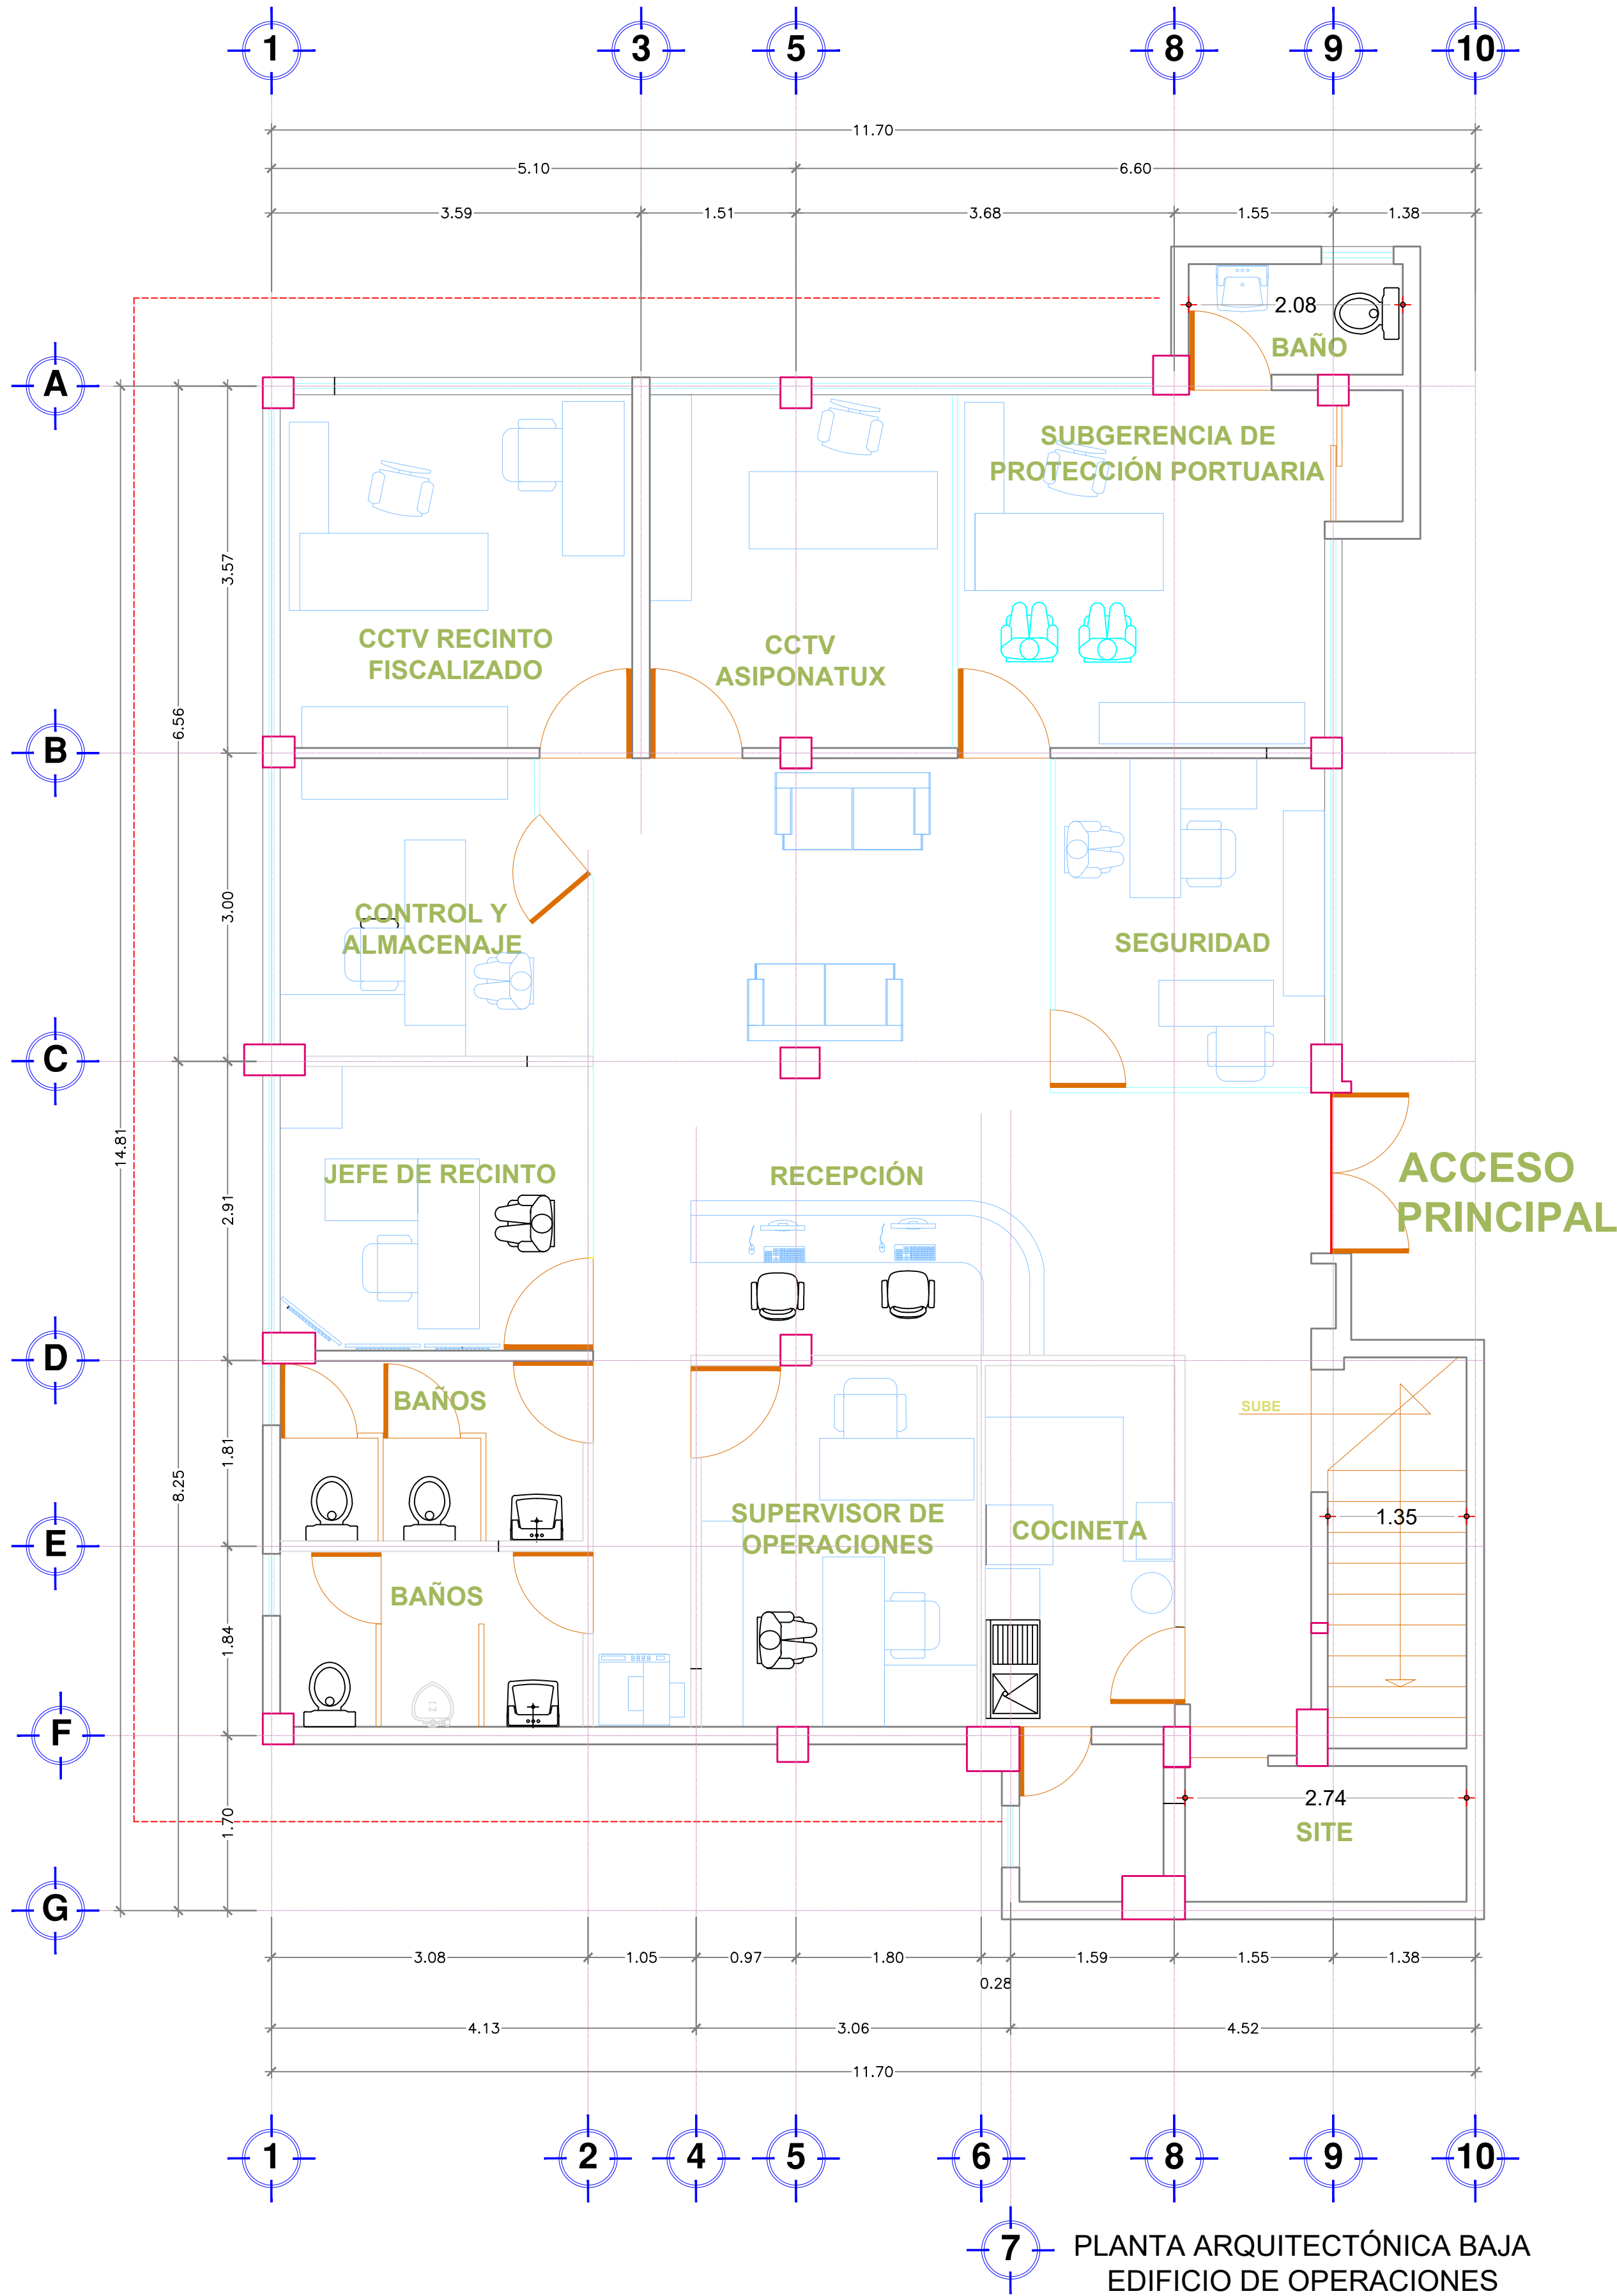 1 3 5 8 9 10
11.70
5.10 6.60
3.59 1.51 3.68 1.55 1.38
2.08
BAÑO
A
SUBGERENCIA DE
PROTECCIÓN PORTUARIA
3.57
CCTV RECINTO
FISCALIZADO
CCTV
ASIPONATUX
6.56
B
3.00
CONTROL Y
ALMACENAJE
SEGURIDAD
C
14.81
2.91
JEFE DE RECINTO
RECEPCIÓN
ACCESO
PRINCIPAL
D
BAÑOS
SUBE
1.81
8.25
SUPERVISOR DE
OPERACIONES
COCINETA
1.35
E
BAÑOS
1.84
F
1.70
2.74
SITE
G
3.08 1.05 0.97 1.80 1.59 1.55 1.38
0.28
4.13 3.06 4.52
11.70
1 2 4 5 6 8 9 10
7
PLANTA ARQUITECTÓNICA BAJA
EDIFICIO DE OPERACIONES